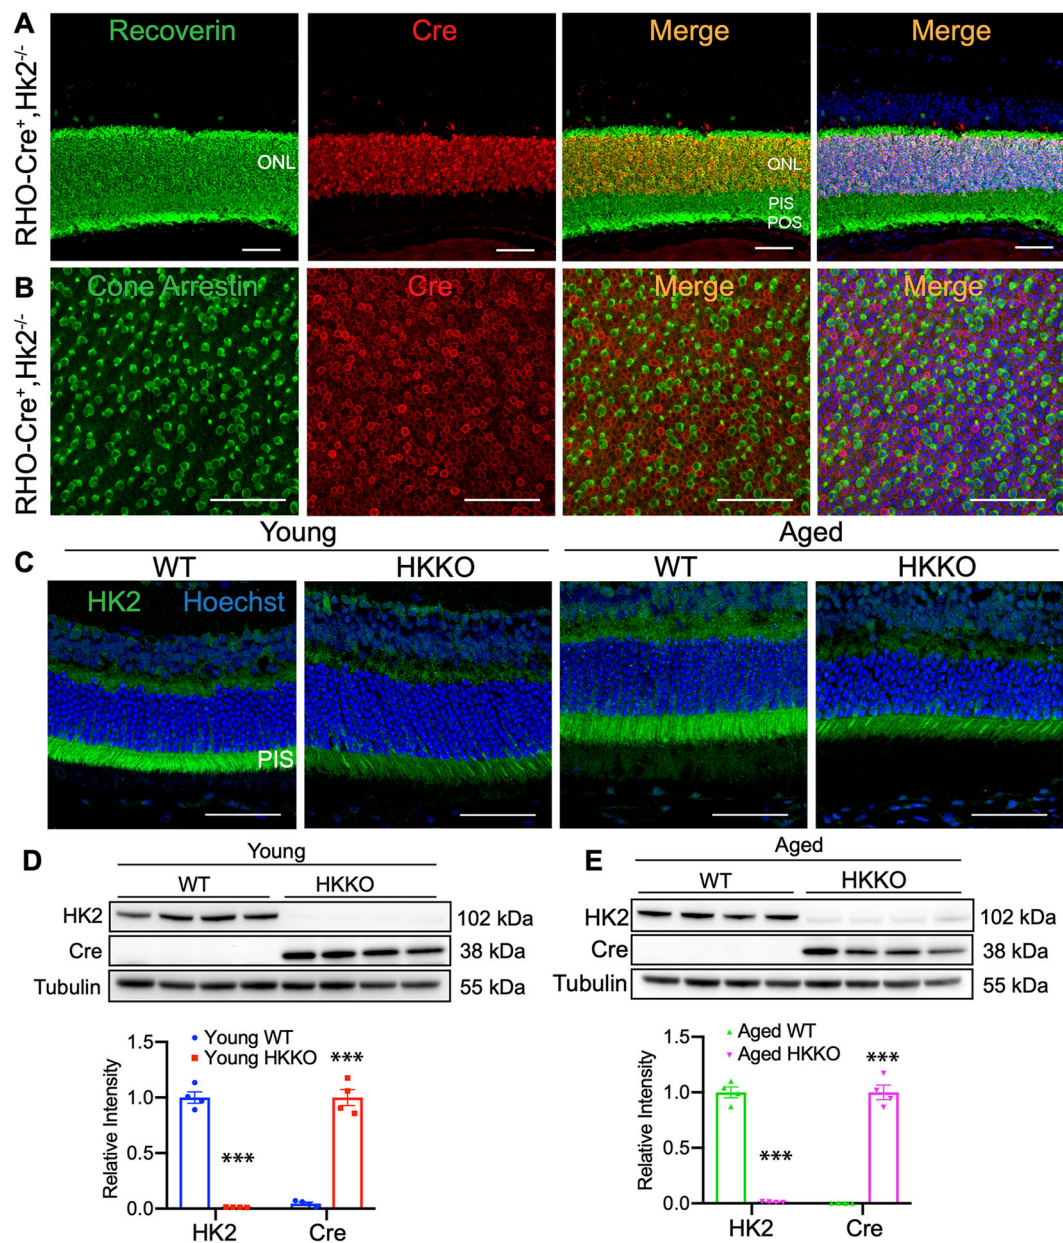 A
RHO-Cre⁺,Hk2⁻/⁻
Recoverin
Cre
Merge
Merge
ONL
ONL
PIS
POS
B
RHO-Cre⁺,Hk2⁻/⁻
Cone Arrestin
Cre
Merge
Merge
Young
Aged
C
WT
HKKO
WT
HKKO
HK2
Hoechst
PIS
D
Young
WT
HKKO
HK2
102 kDa
Cre
38 kDa
Tubulin
55 kDa
Relative Intensity
1.5
1.0
0.5
0.0
Young WT
Young HKKO
***
***
HK2
Cre
E
Aged
WT
HKKO
HK2
102 kDa
Cre
38 kDa
Tubulin
55 kDa
Relative Intensity
1.5
1.0
0.5
0.0
Aged WT
Aged HKKO
***
***
HK2
Cre